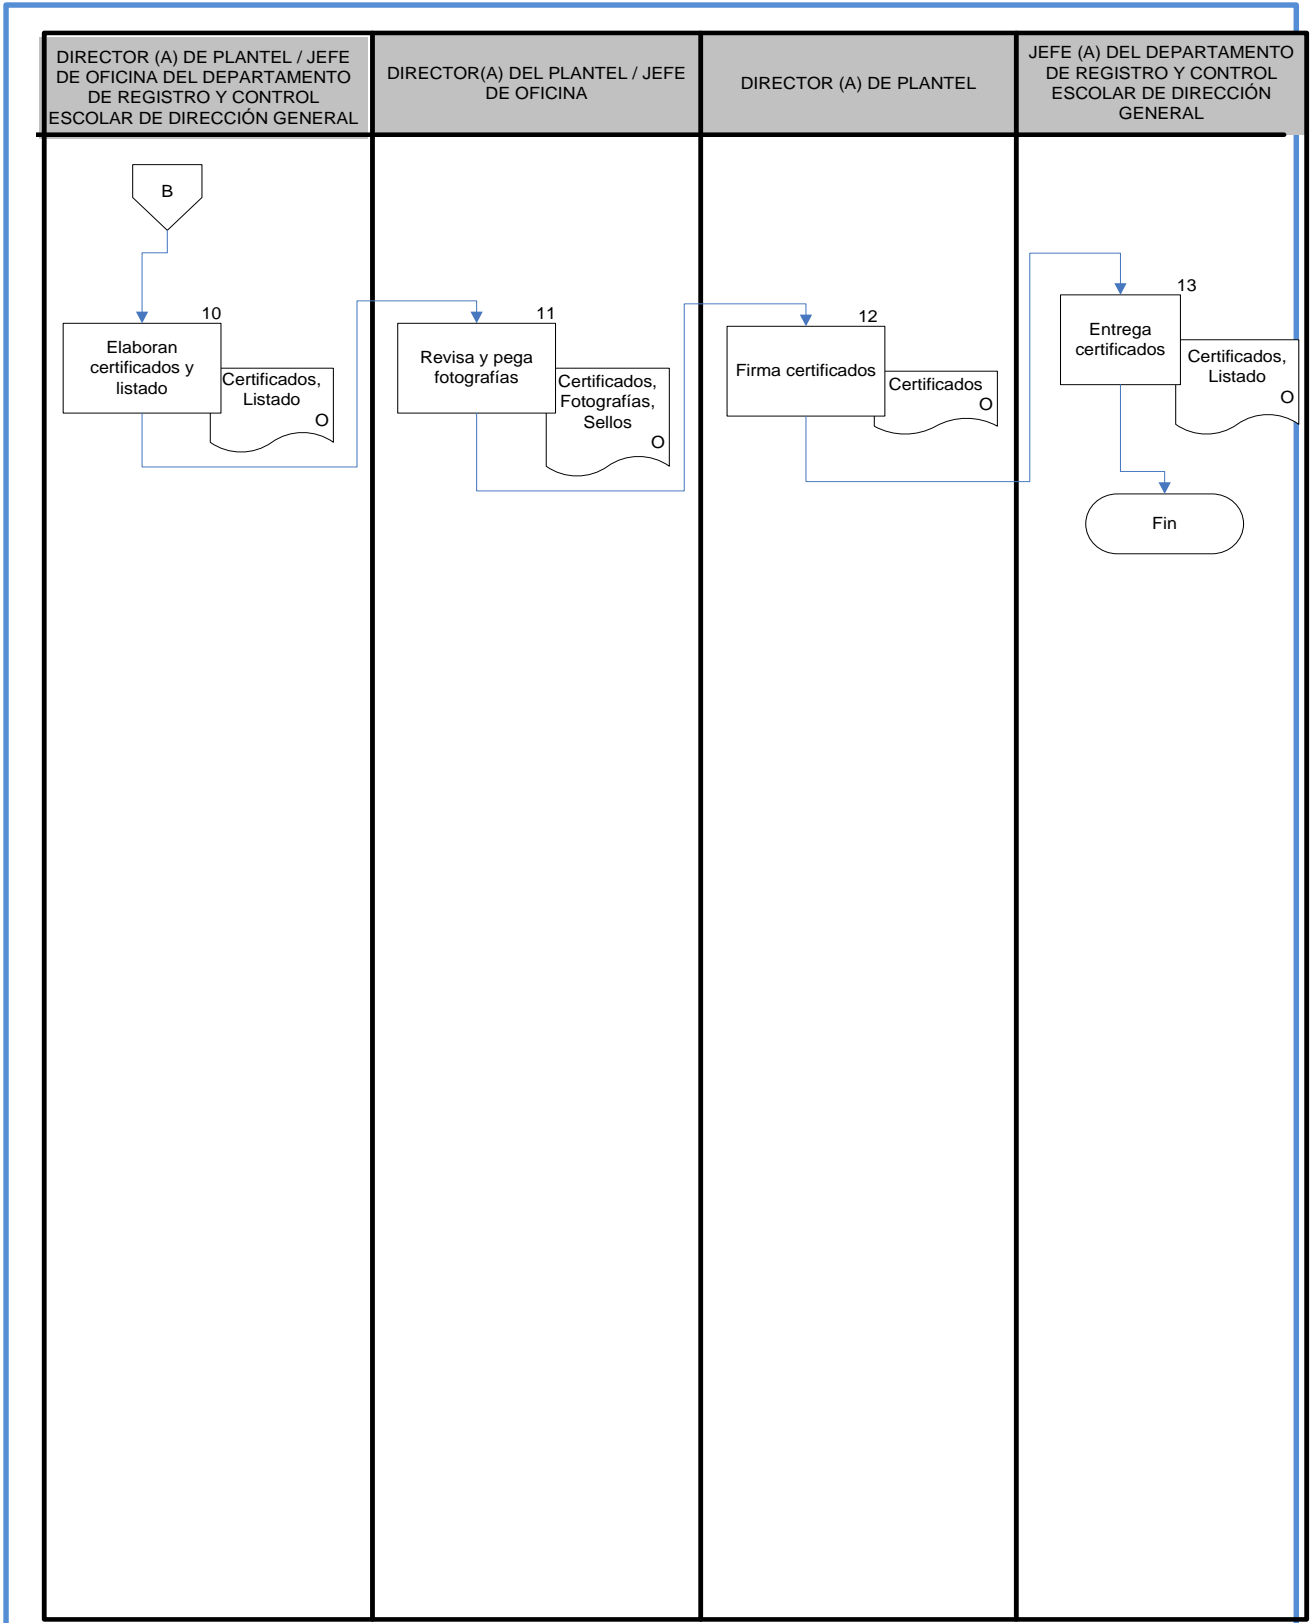 DIRECTOR (A) DE PLANTEL / JEFE
DE OFICINA DEL DEPARTAMENTO
DE REGISTRO Y CONTROL
ESCOLAR DE DIRECCIÓN GENERAL
DIRECTOR(A) DEL PLANTEL / JEFE
DE OFICINA
DIRECTOR (A) DE PLANTEL
JEFE (A) DEL DEPARTAMENTO
DE REGISTRO Y CONTROL
ESCOLAR DE DIRECCIÓN
GENERAL
B
10
Elaboran
certificados y
listado
Certificados,
Listado
O
11
Revisa y pega
fotografías
Certificados,
Fotografías,
Sellos
O
12
Firma certificados
Certificados
O
13
Entrega
certificados
Certificados,
Listado
O
Fin